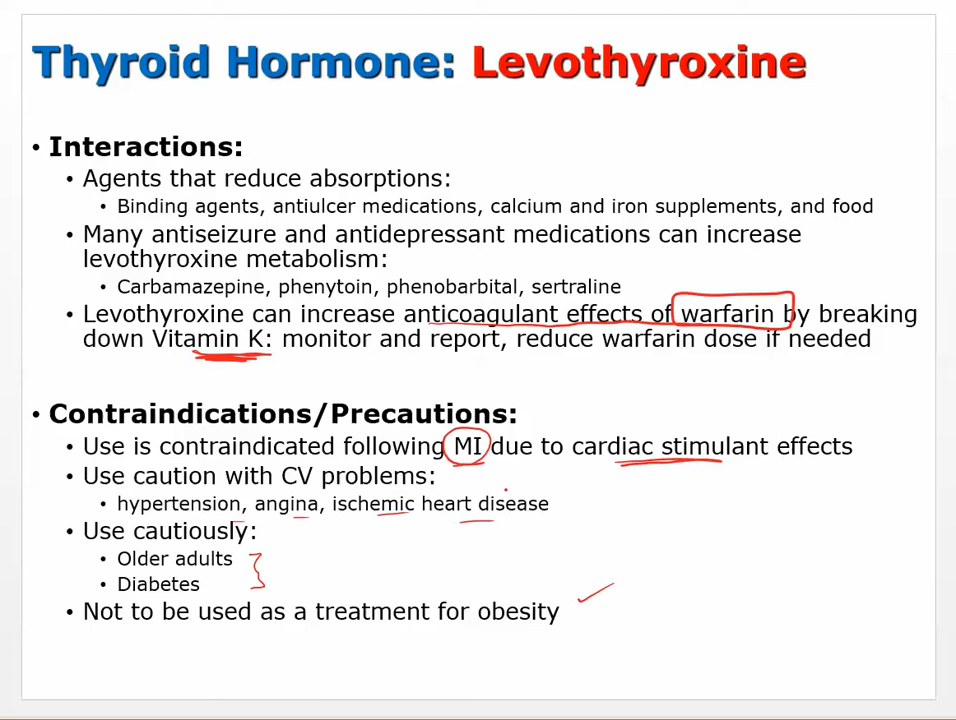 Thyroid Hormone: Levothyroxine
• Interactions:
• Agents that reduce absorptions:
• Binding agents, antiulcer medications, calcium and iron supplements, and food
• Many antiseizure and antidepressant medications can increase
levothyroxine metabolism:
• Carbamazepine, phenytoin, phenobarbital, sertraline
• Levothyroxine can increase anticoagulant effects of warfarin by breaking
down Vitamin K: monitor and report, reduce warfarin dose if needed
• Contraindications/Precautions:
• Use is contraindicated following MI due to cardiac stimulant effects
• Use caution with CV problems:
• hypertension, angina, ischemic heart disease
• Use cautiously:
• Older adults
• Diabetes
• Not to be used as a treatment for obesity